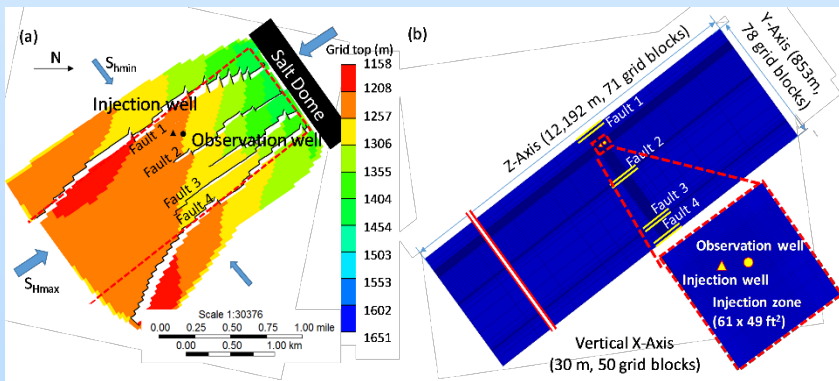 (a)
N
Shmin
Salt Dome
Grid top (m)
1158
1208
1257
1306
1355
1404
1454
1503
1553
1602
1651
Injection well
Fault 1
Observation well
Fault 2
Fault 3
Fault 4
SHmax
Scale 1:30376
0.00 0.25 0.50 0.75 1.00 mile
0.00 0.25 0.50 0.75 1.00 km
(b)
Y-Axis (853m,
78 grid blocks)
Z-Axis (12,192 m, 71 grid blocks)
Fault 1
Fault 2
Fault 3
Fault 4
Observation well
Injection well
Injection zone
(61 x 49 ft²)
Vertical X-Axis
(30 m, 50 grid blocks)